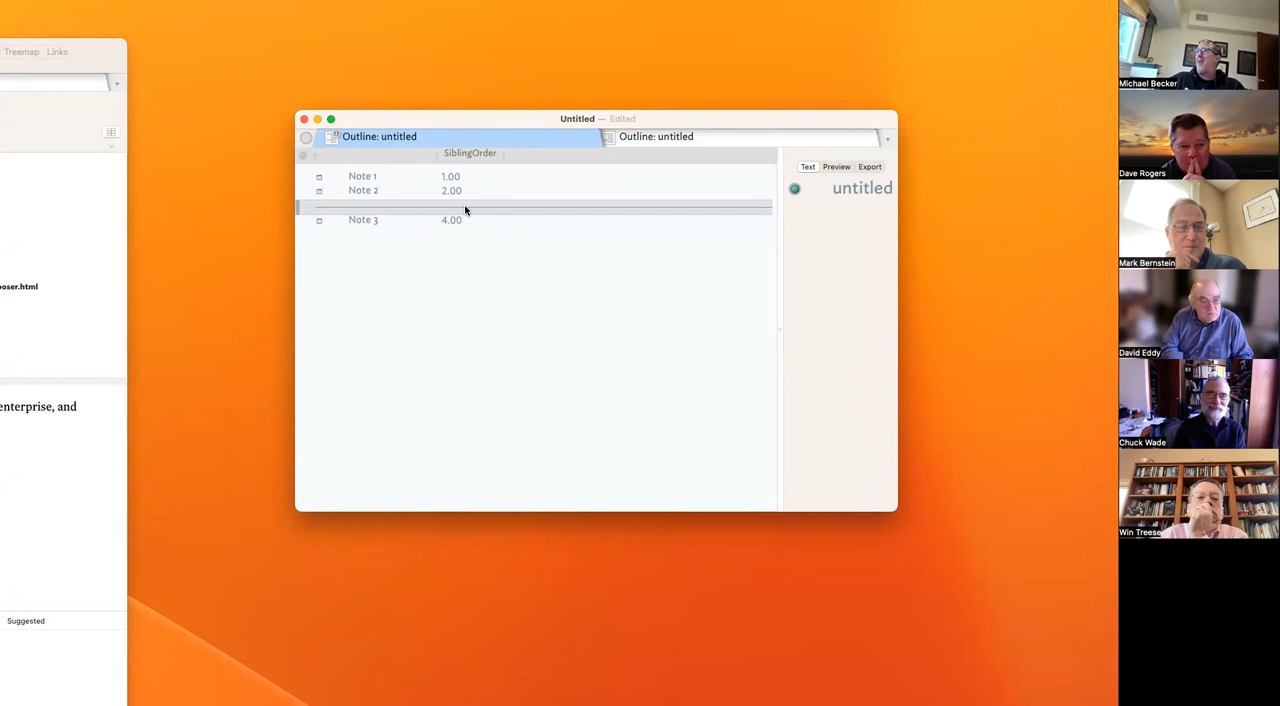 Treemap Links
+
poser.html
enterprise, and
Suggested
Untitled — Edited
Outline: untitled
Outline: untitled
+
SiblingOrder
Note 1 1.00
Note 2 2.00
Note 3 4.00
Text Preview Export
untitled
Michael Becker
Dave Rogers
Mark Bernstein
David Eddy
Chuck Wade
Win Treese